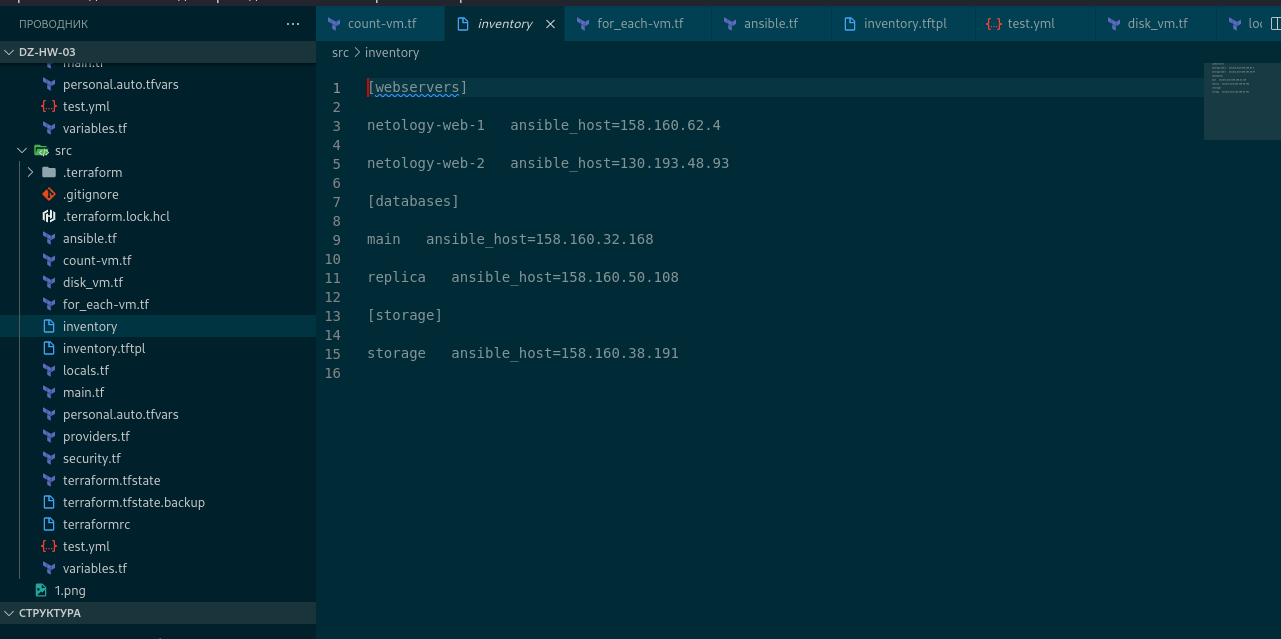 ПРОВОДНИК ···
count-vm.tf inventory for_each-vm.tf ansible.tf inventory.tftpl test.yml disk_vm.tf
DZ-HW-03
src > inventory
main.tf
personal.auto.tfvars
test.yml
variables.tf
src
.terraform
.gitignore
.terraform.lock.hcl
ansible.tf
count-vm.tf
disk_vm.tf
for_each-vm.tf
inventory
inventory.tftpl
locals.tf
main.tf
personal.auto.tfvars
providers.tf
security.tf
terraform.tfstate
terraform.tfstate.backup
terraformrc
test.yml
variables.tf
1.png
СТРУКТУРА
1 [webservers]
2
3 netology-web-1 ansible_host=158.160.62.4
4
5 netology-web-2 ansible_host=130.193.48.93
6
7 [databases]
8
9 main ansible_host=158.160.32.168
10
11 replica ansible_host=158.160.50.108
12
13 [storage]
14
15 storage ansible_host=158.160.38.191
16